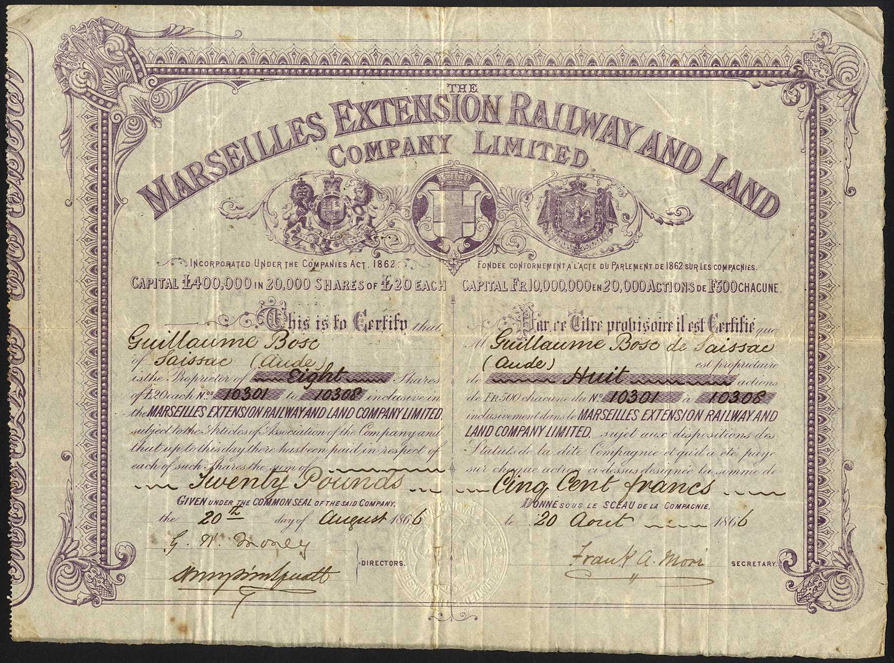 THE
MARSEILLES EXTENSION RAILWAY AND LAND
COMPANY LIMITED
INCORPORATED UNDER THE COMPANIES ACT, 1862.
CAPITAL £400,000 IN 20,000 SHARES OF £20 EACH
This is to Certify that
Guillaume Bosc
of Saissac (Aude)
is the Proprietor of Eight Shares
of £20 each Nos. 10301 to 10308 inclusive in
the MARSEILLES EXTENSION RAILWAY AND LAND COMPANY LIMITED,
subject to the Articles of Association of the Company and
that up to this day there has been paid in respect of
each of such Shares the sum of
Twenty Pounds
GIVEN UNDER THE COMMON SEAL OF THE SAID COMPANY,
the 20th day of August 1866
DIRECTORS.
FONDÉE CONFORMÉMENT A L'ACTE DU PARLEMENT DE 1862 SUR LES COMPAGNIES.
CAPITAL FR 10,000,000 EN 20,000 ACTIONS DE F 500 CHACUNE
Par ce Titre provisoire il est Certifié que
M Guillaume Bosc de Saissac
(Aude) est propriétaire
de Huit actions
de Fr. 500 chacune du No. 10301 à 10308
inclusivement dans le MARSEILLES EXTENSION RAILWAY AND
LAND COMPANY LIMITED, sujet aux dispositions des
Statuts de la dite Compagnie et qu'il a été payé
sur chaque action ci-dessus designée la somme de
Cinq Cent francs
DONNÉ SOUS LE SCEAU DE LA COMPAGNIE,
le 20 Aout 1866
Frank A. Mori SECRETARY.